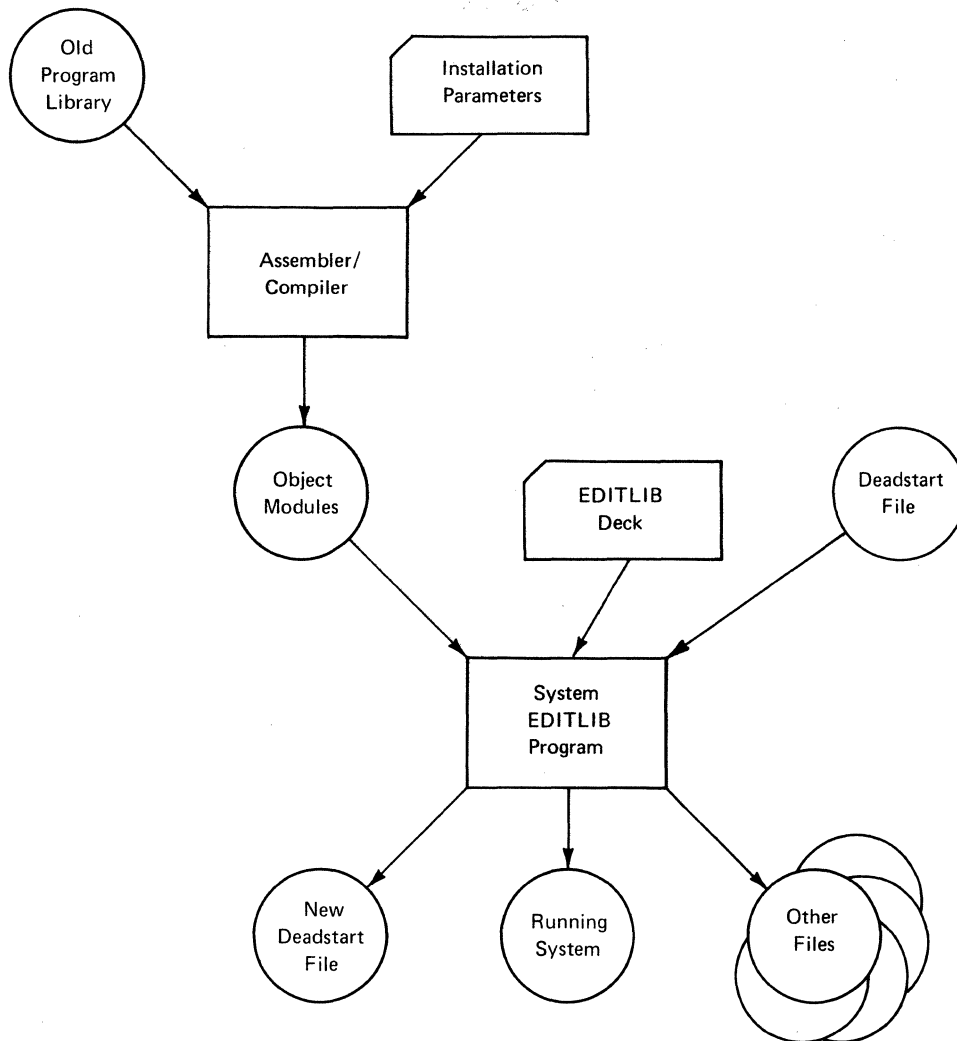 Old
Program
Library
Installation
Parameters
Assembler/
Compiler
Object
Modules
EDITLIB
Deck
Deadstart
File
System
EDITLIB
Program
New
Deadstart
File
Running
System
Other
Files